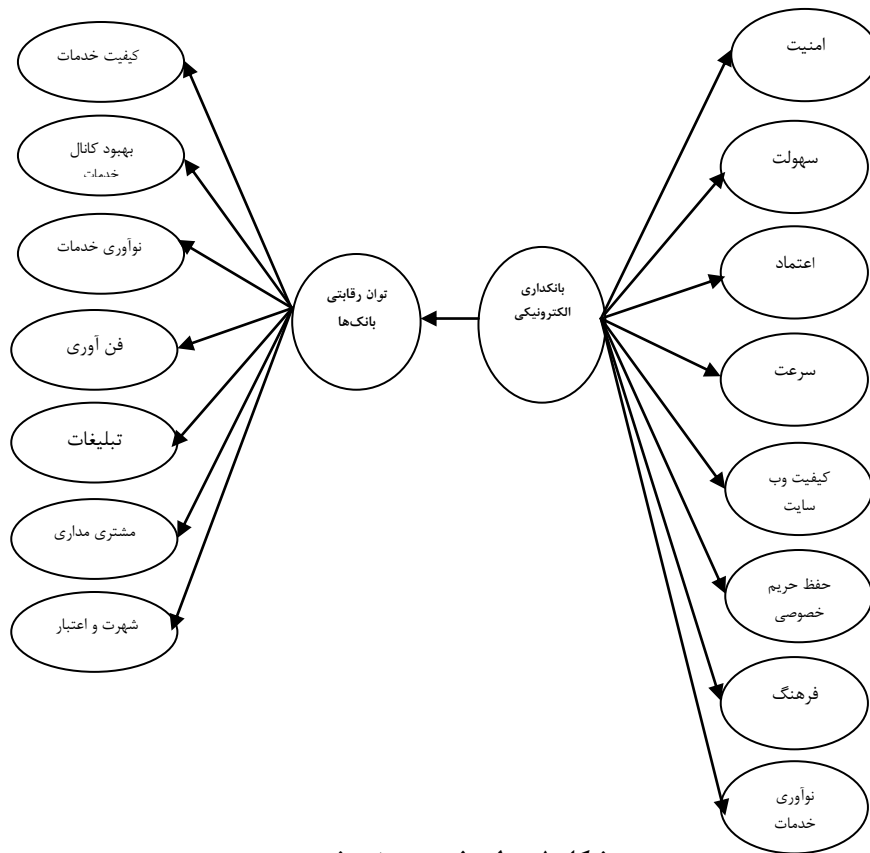 امنیت
سهولت
اعتماد
سرعت
کیفیت وب
سایت
حفظ حریم
خصوصی
فرهنگ
نوآوری
خدمات
بانکداری
الکترونیکی
توان رقابتی
بانک‌ها
کیفیت خدمات
بهبود کانال
خدمات
نوآوری خدمات
فن آوری
تبلیغات
مشتری مداری
شهرت و اعتبار